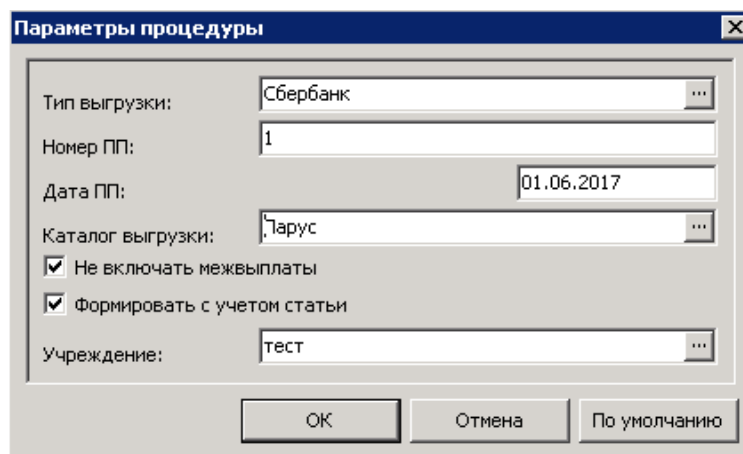 Параметры процедуры
Тип выгрузки: Сбербанк ...
Номер ПП: 1
Дата ПП: 01.06.2017
Каталог выгрузки: Парус ...
Не включать межвыплаты
Формировать с учетом статьи
Учреждение: тест ...
ОК Отмена По умолчанию